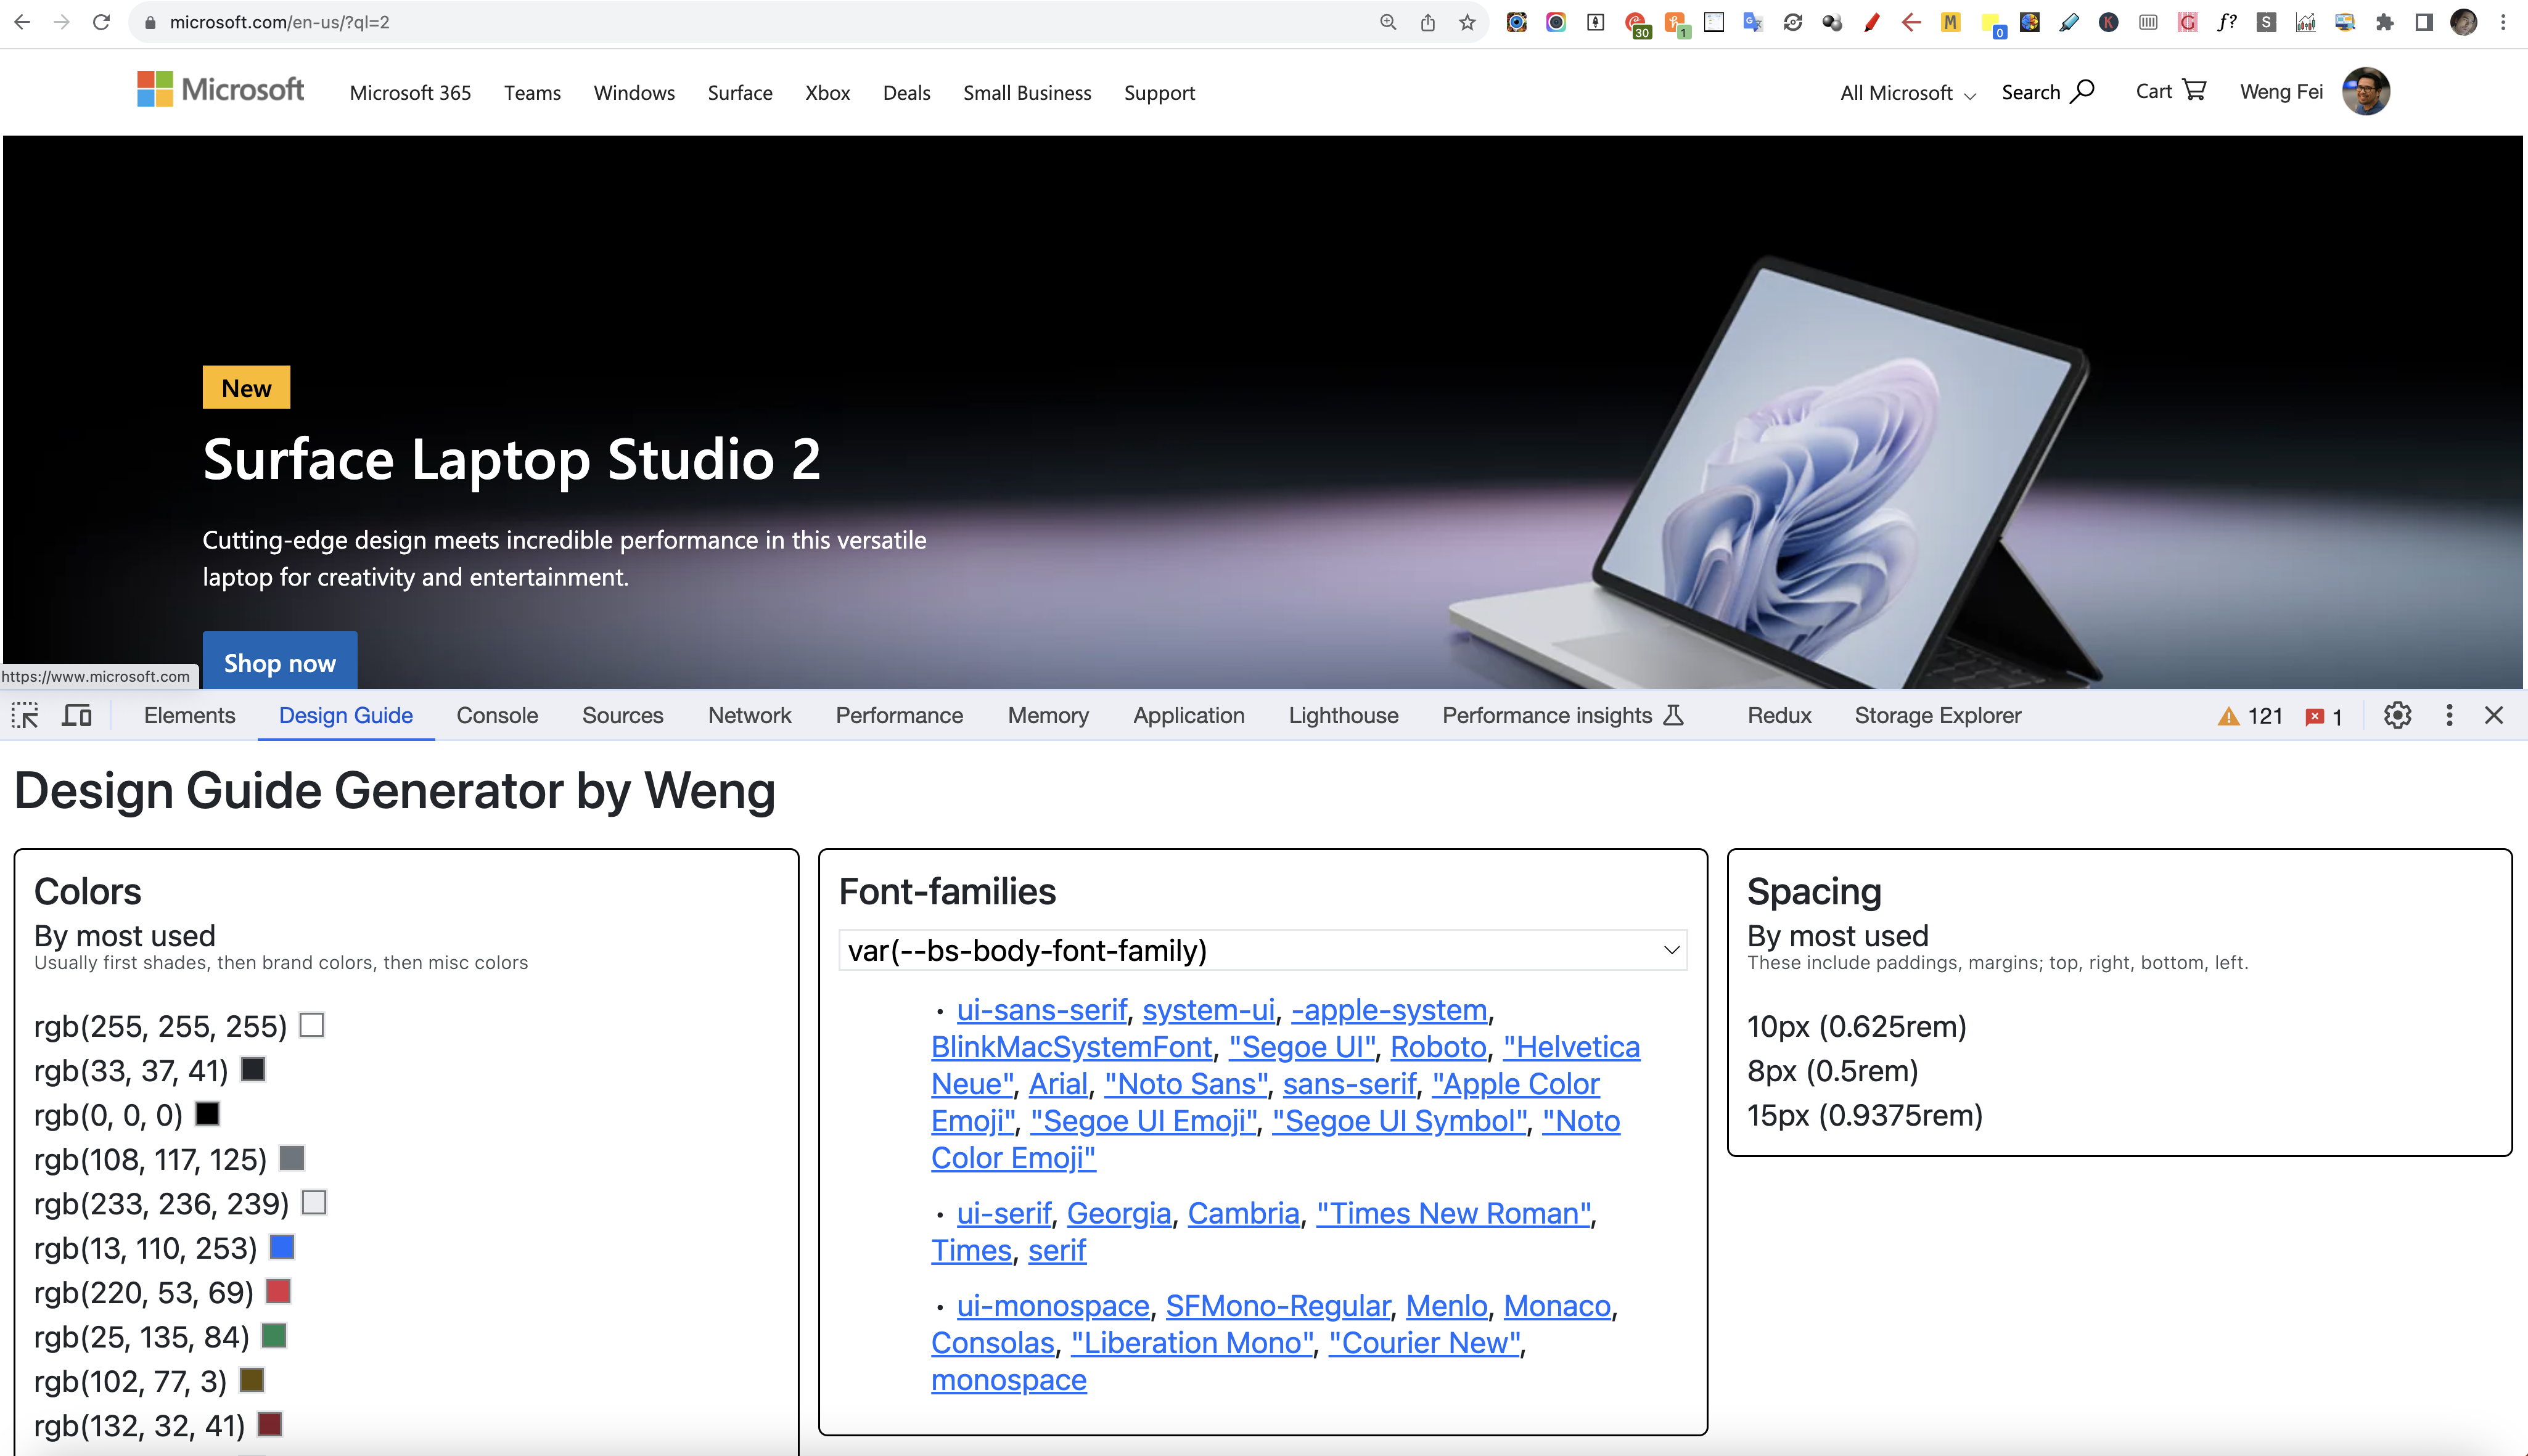 microsoft.com/en-us/?ql=2
30
1
0
Microsoft
Microsoft 365 Teams Windows Surface Xbox Deals Small Business Support
All Microsoft Search Cart Weng Fei
New
Surface Laptop Studio 2
Cutting-edge design meets incredible performance in this versatile
laptop for creativity and entertainment.
Shop now
https://www.microsoft.com
Elements Design Guide Console Sources Network Performance Memory Application Lighthouse Performance insights Redux Storage Explorer 121 1
Design Guide Generator by Weng
Colors
By most used
Usually first shades, then brand colors, then misc colors
rgb(255, 255, 255)
rgb(33, 37, 41)
rgb(0, 0, 0)
rgb(108, 117, 125)
rgb(233, 236, 239)
rgb(13, 110, 253)
rgb(220, 53, 69)
rgb(25, 135, 84)
rgb(102, 77, 3)
rgb(132, 32, 41)
Font-families
var(--bs-body-font-family)
• ui-sans-serif, system-ui, -apple-system,
BlinkMacSystemFont, "Segoe UI", Roboto, "Helvetica
Neue", Arial, "Noto Sans", sans-serif, "Apple Color
Emoji", "Segoe UI Emoji", "Segoe UI Symbol", "Noto
Color Emoji"
• ui-serif, Georgia, Cambria, "Times New Roman",
Times, serif
• ui-monospace, SFMono-Regular, Menlo, Monaco,
Consolas, "Liberation Mono", "Courier New",
monospace
Spacing
By most used
These include paddings, margins; top, right, bottom, left.
10px (0.625rem)
8px (0.5rem)
15px (0.9375rem)